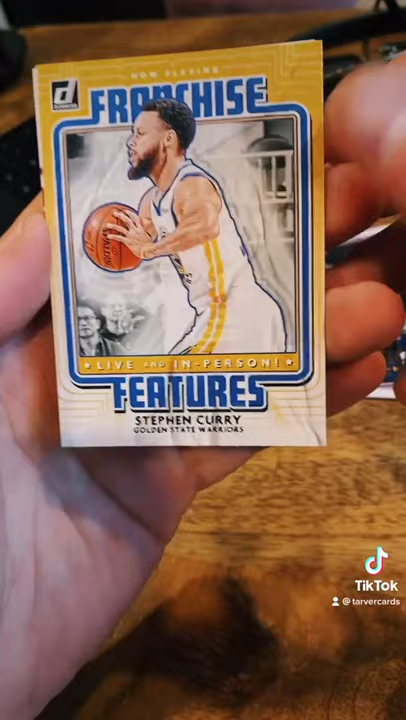 NOW PLAYING
FRANCHISE
LIVE AND IN-PERSON!
FEATURES
STEPHEN CURRY
GOLDEN STATE WARRIORS
TikTok
@tarvercards